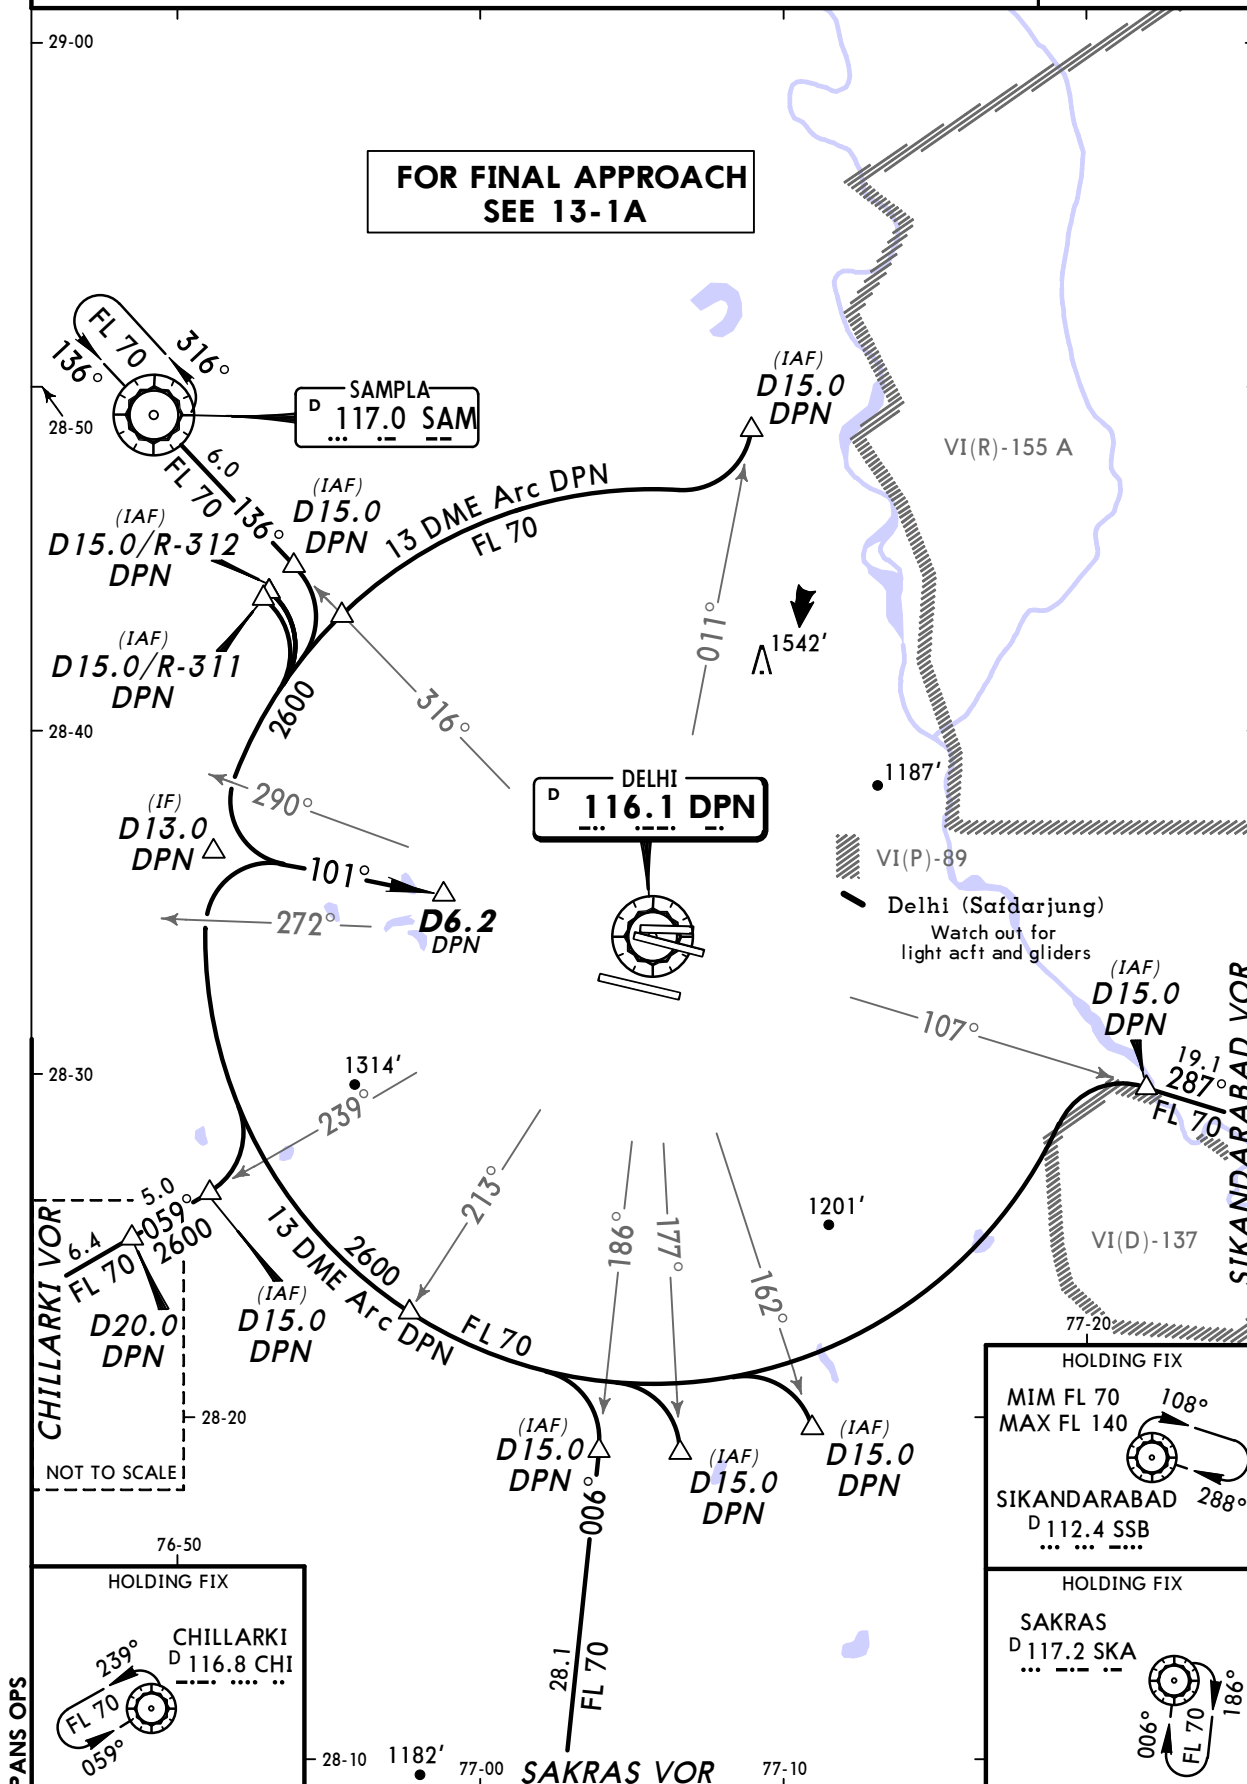 29-00
FOR FINAL APPROACH
SEE 13-1A
FL 70
136°
316°
28-50
SAMPLA
D 117.0 SAM
6.0
FL 70
136°
(IAF)
D15.0
DPN
(IAF)
D15.0
DPN
13 DME Arc DPN
FL 70
VI(R)-155 A
(IAF)
D15.0/R-312
DPN
(IAF)
D15.0/R-311
DPN
2600
316°
011°
1542'
28-40
290°
DELHI
D 116.1 DPN
1187'
(IF)
D13.0
DPN
101°
272°
D6.2
DPN
VI(P)-89
Delhi (Safdarjung)
Watch out for
light acft and gliders
(IAF)
D15.0
DPN
107°
19.1
287°
FL 70
SIKANDARABAD VOR
28-30
1314'
239°
213°
186°
177°
162°
1201'
VI(D)-137
5.0
059°
2600
6.4
FL 70
CHILLARKI VOR
D20.0
DPN
(IAF)
D15.0
DPN
13 DME Arc DPN
2600
FL 70
28-20
NOT TO SCALE
(IAF)
D15.0
DPN
(IAF)
D15.0
DPN
(IAF)
D15.0
DPN
006°
28.1
FL 70
SAKRAS VOR
77-20
HOLDING FIX
MIM FL 70
MAX FL 140
108°
288°
SIKANDARABAD
D 112.4 SSB
HOLDING FIX
SAKRAS
D 117.2 SKA
006°
FL 70
186°
76-50
HOLDING FIX
CHILLARKI
D 116.8 CHI
239°
FL 70
059°
PANS OPS
28-10
1182'
77-00
77-10